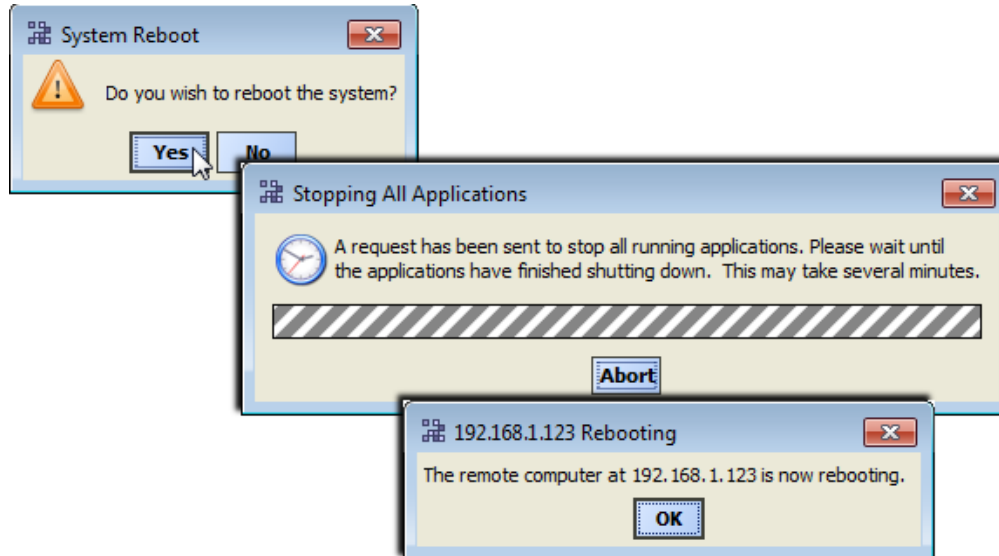 System Reboot
Do you wish to reboot the system?
Yes No
Stopping All Applications
A request has been sent to stop all running applications. Please wait until
the applications have finished shutting down. This may take several minutes.
Abort
192.168.1.123 Rebooting
The remote computer at 192.168.1.123 is now rebooting.
OK